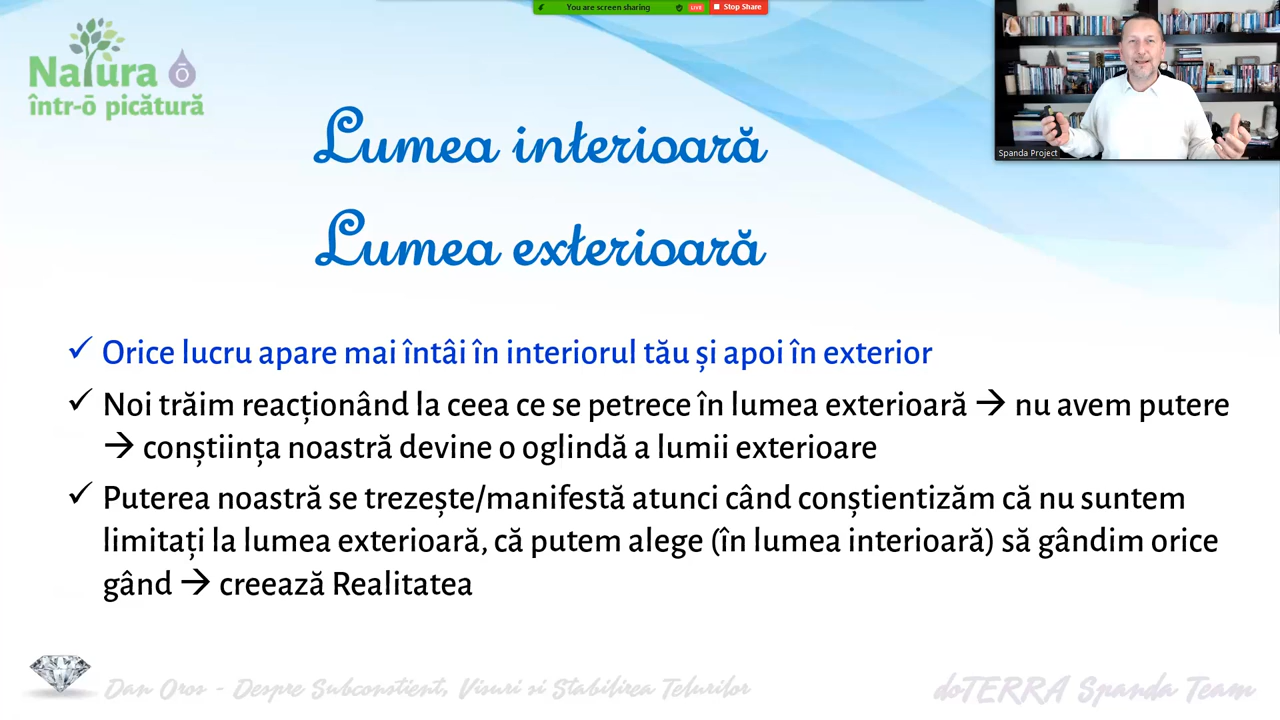 You are screen sharing
LIVE
Stop Share
Natura ō
într-ō picătură
Spanda Project
Lumea interioară
Lumea exterioară
Orice lucru apare mai întâi în interiorul tău și apoi în exterior
Noi trăim reacționând la ceea ce se petrece în lumea exterioară → nu avem putere
→ conștiința noastră devine o oglindă a lumii exterioare
Puterea noastră se trezește/manifestă atunci când conștientizăm că nu suntem
limitați la lumea exterioară, că putem alege (în lumea interioară) să gândim orice
gând → creează Realitatea
Dan Oros - Despre Subconstient, Visuri si Stabilirea Telurilor
doTERRA Spanda Team